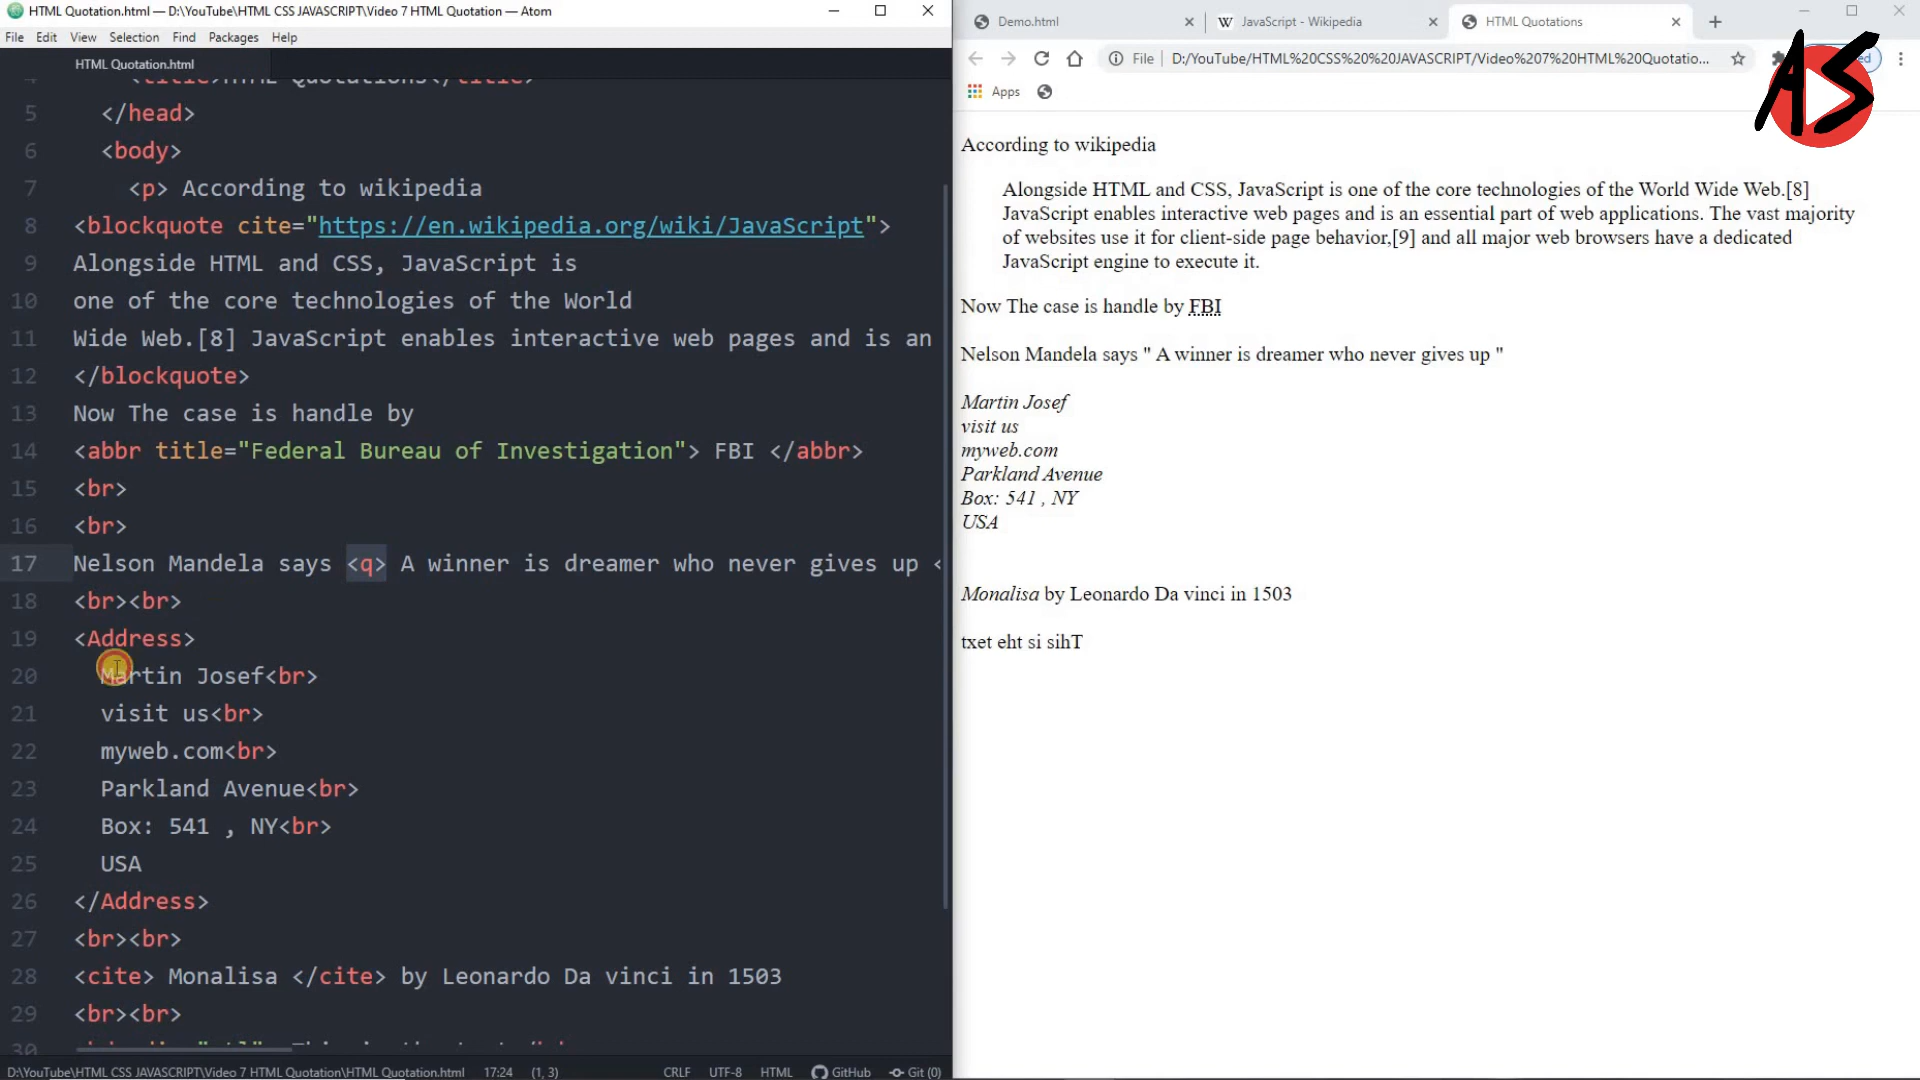 HTML Quotation.html — D:\YouTube\HTML CSS JAVASCRIPT\Video 7 HTML Quotation — Atom
File Edit View Selection Find Packages Help
HTML Quotation.html
4 <title>HTML Quotations</title>
5 </head>
6 <body>
7 <p> According to wikipedia
8 <blockquote cite="https://en.wikipedia.org/wiki/JavaScript">
9 Alongside HTML and CSS, JavaScript is
10 one of the core technologies of the World
11 Wide Web.[8] JavaScript enables interactive web pages and is an
12 </blockquote>
13 Now The case is handle by
14 <abbr title="Federal Bureau of Investigation"> FBI </abbr>
15 <br>
16 <br>
17 Nelson Mandela says <q> A winner is dreamer who never gives up <
18 <br><br>
19 <Address>
20 Martin Josef<br>
21 visit us<br>
22 myweb.com<br>
23 Parkland Avenue<br>
24 Box: 541 , NY<br>
25 USA
26 </Address>
27 <br><br>
28 <cite> Monalisa </cite> by Leonardo Da vinci in 1503
29 <br><br>
30
D:\YouTube\HTML CSS JAVASCRIPT\Video 7 HTML Quotation\HTML Quotation.html 17:24 (1, 3) CRLF UTF-8 HTML GitHub Git (0)
Demo.html JavaScript - Wikipedia HTML Quotations
File D:/YouTube/HTML%20CSS%20%20JAVASCRIPT/Video%207%20HTML%20Quotatio...
Apps
AS
According to wikipedia
Alongside HTML and CSS, JavaScript is one of the core technologies of the World Wide Web.[8]
JavaScript enables interactive web pages and is an essential part of web applications. The vast majority
of websites use it for client-side page behavior,[9] and all major web browsers have a dedicated
JavaScript engine to execute it.
Now The case is handle by FBI
Nelson Mandela says " A winner is dreamer who never gives up "
Martin Josef
visit us
myweb.com
Parkland Avenue
Box: 541 , NY
USA
Monalisa by Leonardo Da vinci in 1503
txet eht si sihT